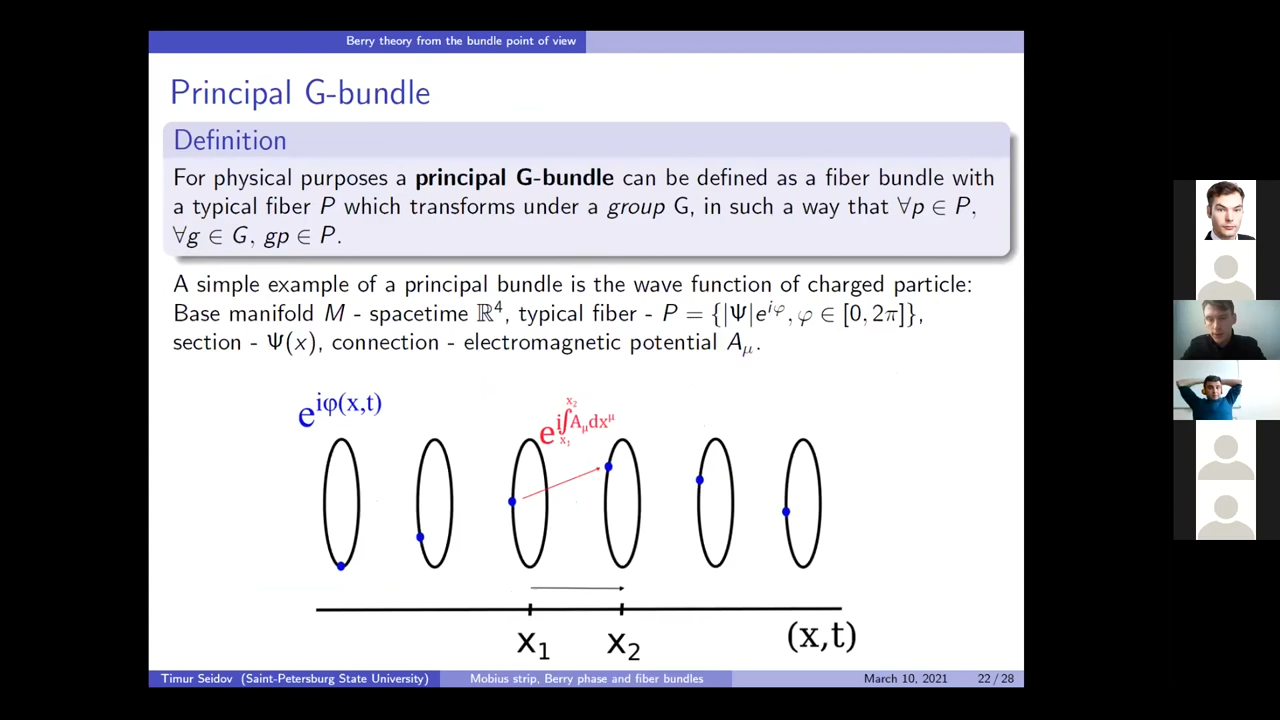 Berry theory from the bundle point of view
Principal G-bundle
Definition
For physical purposes a principal G-bundle can be defined as a fiber bundle with
a typical fiber P which transforms under a group G, in such a way that ∀p ∈ P,
∀g ∈ G, gp ∈ P.
A simple example of a principal bundle is the wave function of charged particle:
Base manifold M - spacetime ℝ⁴, typical fiber - P = {|Ψ|e^{iφ}, φ ∈ [0, 2π]},
section - Ψ(x), connection - electromagnetic potential A_μ.
e^{iφ(x,t)}
e^{i∫_{x₁}^{x₂} A_μ dx^μ}
x₁
x₂
(x,t)
Timur Seidov (Saint-Petersburg State University)
Mobius strip, Berry phase and fiber bundles
March 10, 2021
22 / 28